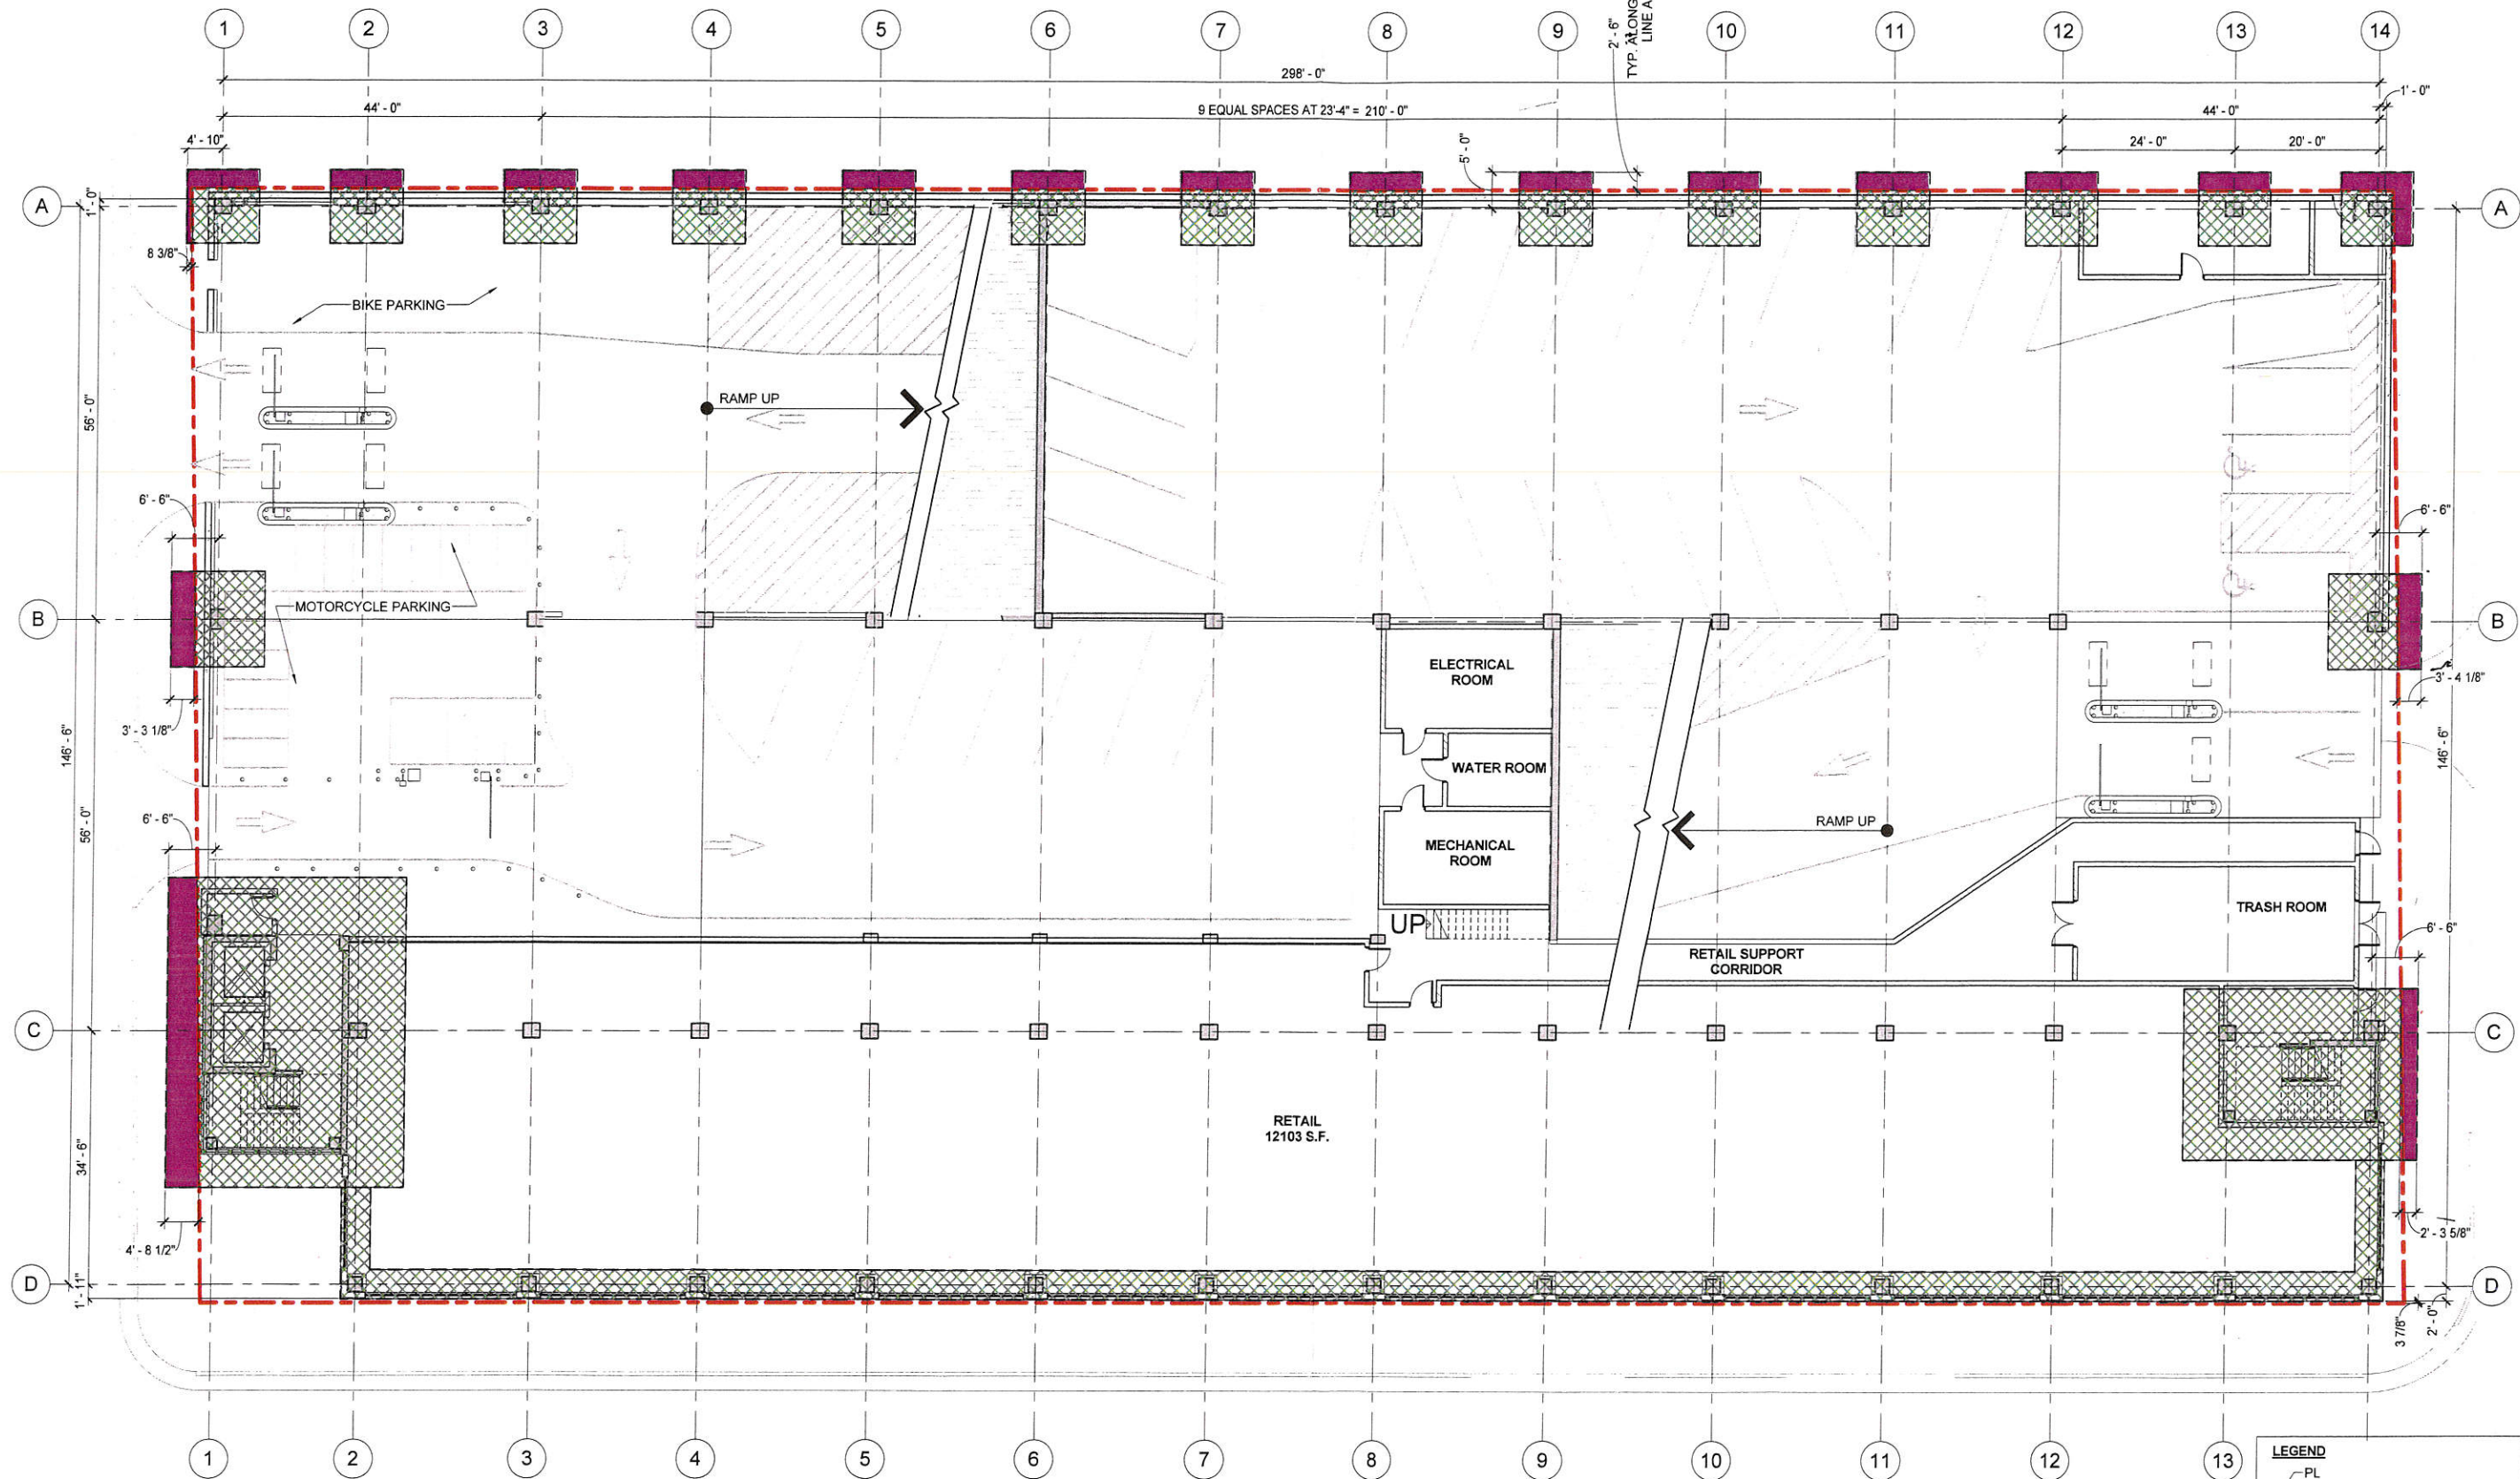 1 2 3 4 5 6 7 8 9 10 11 12 13 14
2' - 6"
TYP. ALONG
LINE A
298' - 0"
44' - 0"
9 EQUAL SPACES AT 23'-4" = 210' - 0"
44' - 0"
1' - 0"
4' - 10"
5' - 0"
24' - 0"
20' - 0"
A
1' - 0"
A
8 3/8"
BIKE PARKING
56' - 0"
RAMP UP
6' - 6"
6' - 6"
MOTORCYCLE PARKING
B
B
ELECTRICAL
ROOM
3' - 4 1/8"
3' - 3 1/8"
146' - 6"
146' - 6"
WATER ROOM
56' - 0"
6' - 6"
RAMP UP
MECHANICAL
ROOM
UP
TRASH ROOM
6' - 6"
RETAIL SUPPORT
CORRIDOR
C
C
RETAIL
12103 S.F.
34' - 6"
4' - 8 1/2"
2' - 3 5/8"
D
D
1' - 11"
3 7/8"
2' - 0"
1 2 3 4 5 6 7 8 9 10 11 12 13
LEGEND
PL